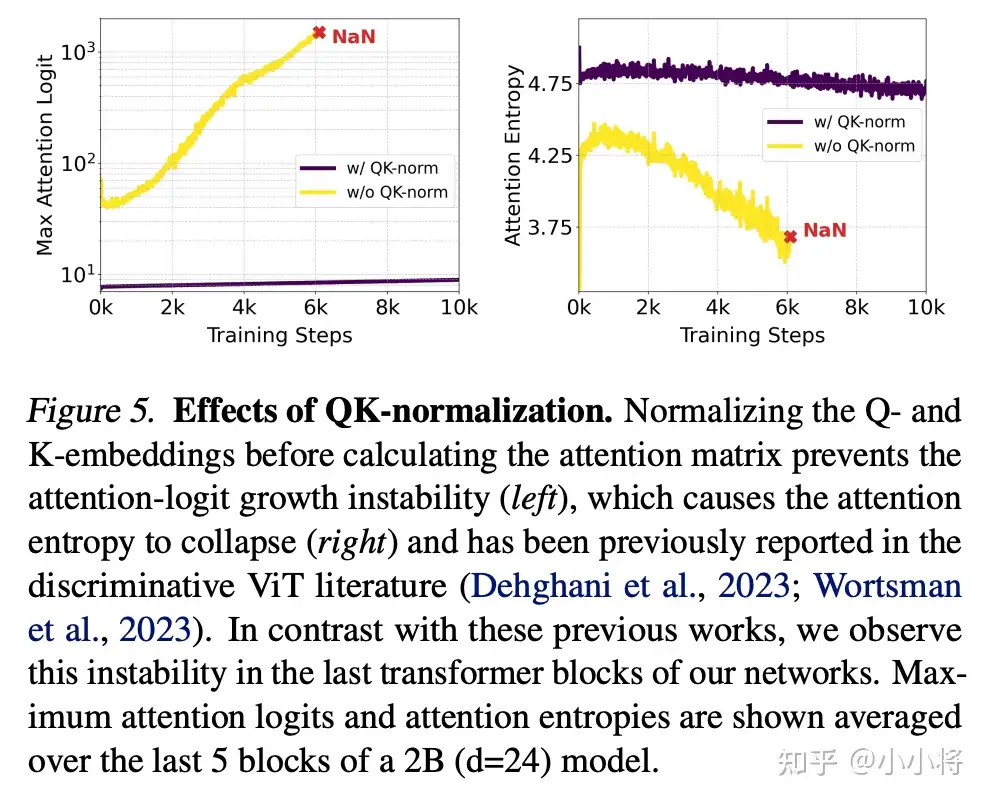 Max Attention Logit
10³
10²
10¹
NaN
w/ QK-norm
w/o QK-norm
0k 2k 4k 6k 8k 10k
Training Steps
Attention Entropy
4.75
4.25
3.75
w/ QK-norm
w/o QK-norm
NaN
0k 2k 4k 6k 8k 10k
Training Steps
Figure 5. Effects of QK-normalization. Normalizing the Q- and
K-embeddings before calculating the attention matrix prevents the
attention-logit growth instability (left), which causes the attention
entropy to collapse (right) and has been previously reported in the
discriminative ViT literature (Dehghani et al., 2023; Wortsman
et al., 2023). In contrast with these previous works, we observe
this instability in the last transformer blocks of our networks. Max-
imum attention logits and attention entropies are shown averaged
over the last 5 blocks of a 2B (d=24) model.
知乎 @小小将